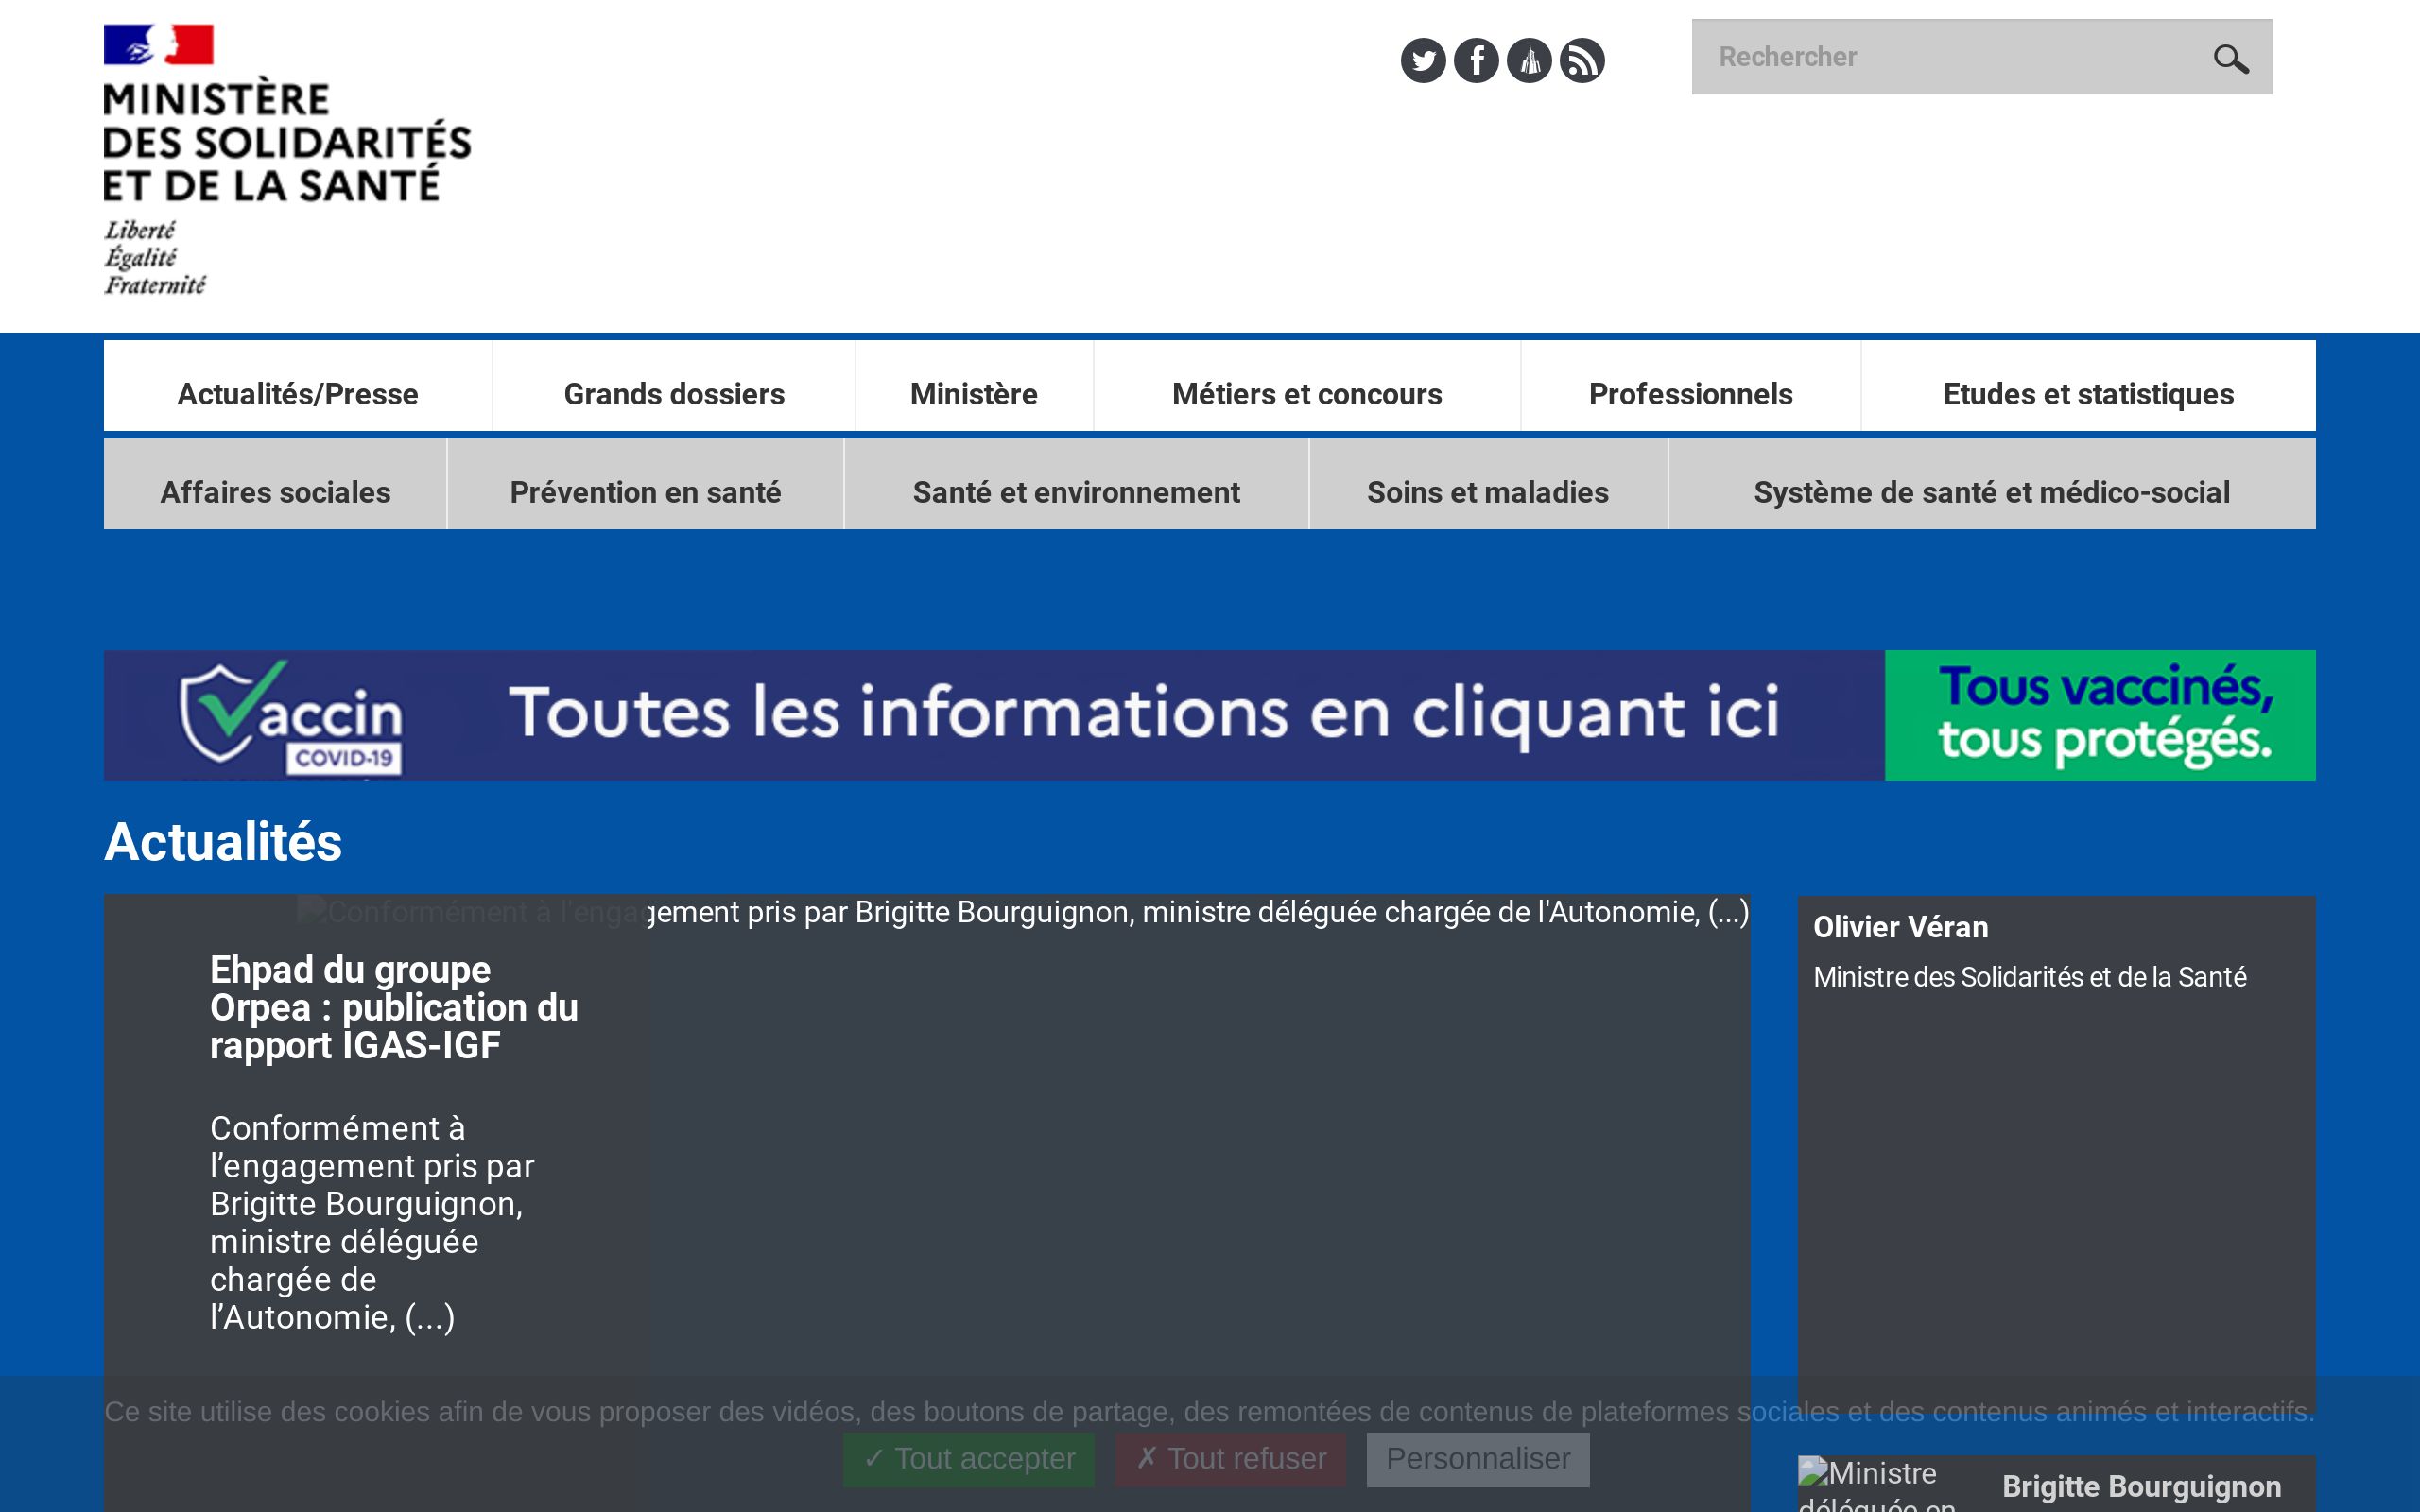 MINISTÈRE
DES SOLIDARITÉS
ET DE LA SANTÉ
Liberté
Égalité
Fraternité
Rechercher
Actualités/Presse Grands dossiers Ministère Métiers et concours Professionnels Etudes et statistiques
Affaires sociales Prévention en santé Santé et environnement Soins et maladies Système de santé et médico-social
Vaccin
COVID-19
Toutes les informations en cliquant ici
Tous vaccinés,
tous protégés.
Actualités
Conformément à l'engagement pris par Brigitte Bourguignon, ministre déléguée chargée de l'Autonomie, (...)
Ehpad du groupe
Orpea : publication du
rapport IGAS-IGF
Conformément à
l’engagement pris par
Brigitte Bourguignon,
ministre déléguée
chargée de
l’Autonomie, (...)
Olivier Véran
Ministre des Solidarités et de la Santé
Ce site utilise des cookies afin de vous proposer des vidéos, des boutons de partage, des remontées de contenus de plateformes sociales et des contenus animés et interactifs.
✓ Tout accepter ✗ Tout refuser Personnaliser
Ministre
déléguée en
Brigitte Bourguignon